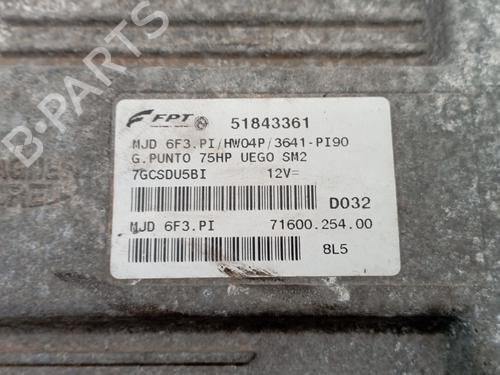 FPT 51843361
MJD 6F3.PI/HW04P/3641-PI90
G.PUNTO 75HP UEGO SM2
7GCSDU5BI 12V=
D032
MJD 6F3.PI 71600.254.00
8L5